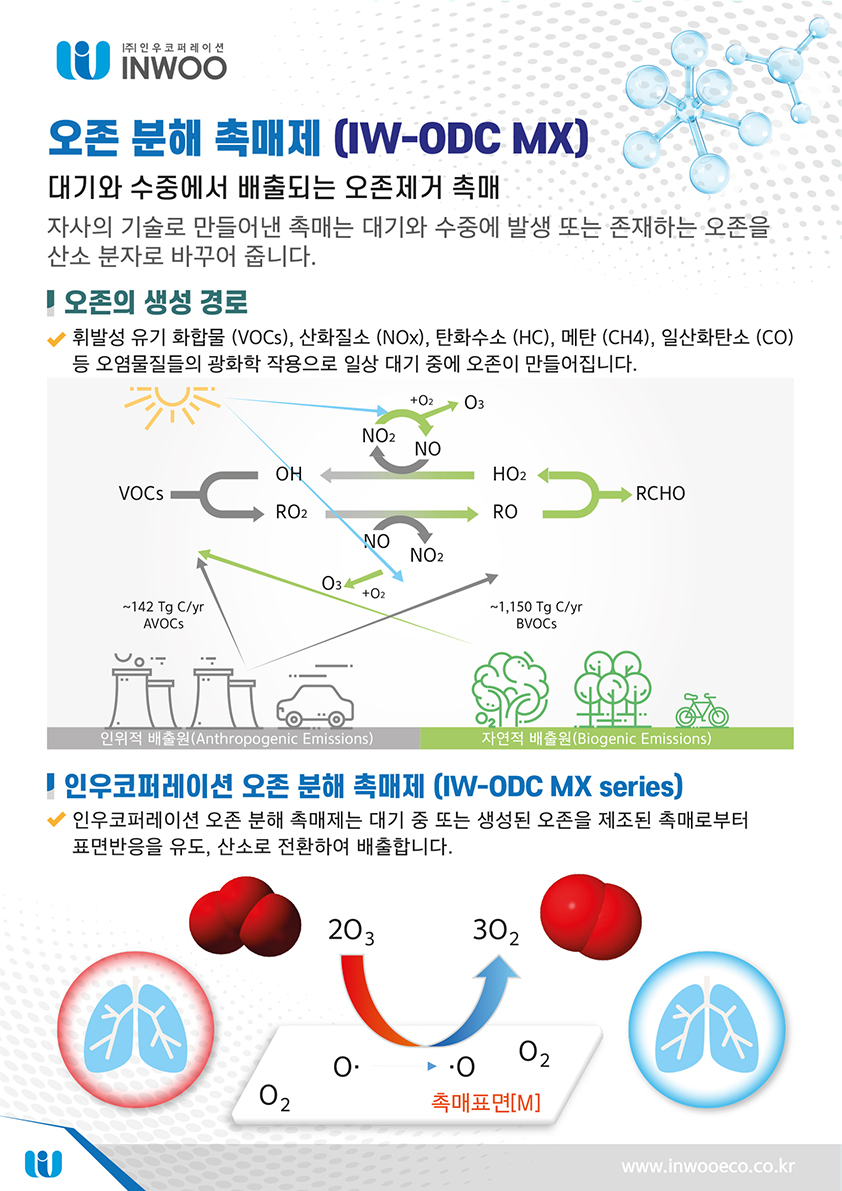 (주)인우코퍼레이션
INWOO
오존 분해 촉매제 (IW-ODC MX)
대기와 수중에서 배출되는 오존제거 촉매
자사의 기술로 만들어낸 촉매는 대기와 수중에 발생 또는 존재하는 오존을
산소 분자로 바꾸어 줍니다.
오존의 생성 경로
휘발성 유기 화합물 (VOCs), 산화질소 (NOx), 탄화수소 (HC), 메탄 (CH4), 일산화탄소 (CO)
등 오염물질들의 광화학 작용으로 일상 대기 중에 오존이 만들어집니다.
+O2 O3
NO2
NO
OH HO2
VOCs RCHO
RO2 RO
NO
NO2
O3 +O2
~142 Tg C/yr
AVOCs
~1,150 Tg C/yr
BVOCs
인위적 배출원(Anthropogenic Emissions)
자연적 배출원(Biogenic Emissions)
인우코퍼레이션 오존 분해 촉매제 (IW-ODC MX series)
인우코퍼레이션 오존 분해 촉매제는 대기 중 또는 생성된 오존을 제조된 촉매로부터
표면반응을 유도, 산소로 전환하여 배출합니다.
2O3 3O2
O· ·O O2
O2
촉매표면[M]
www.inwooeco.co.kr